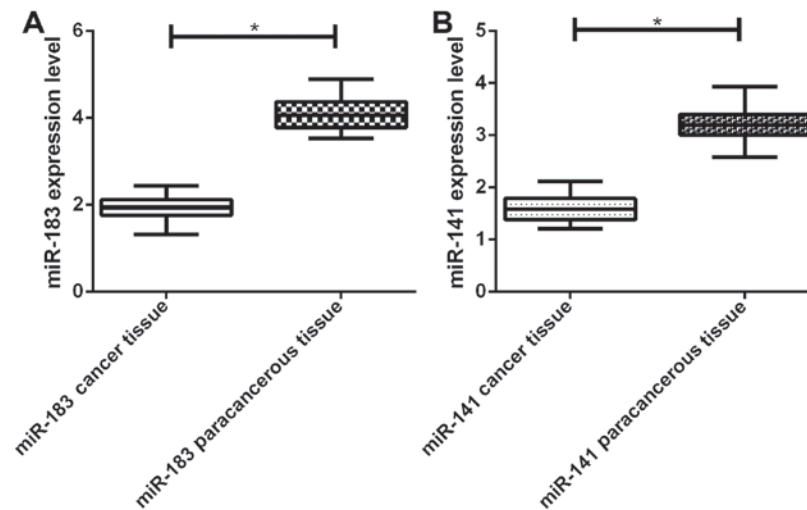 A
miR-183 expression level
6
4
2
0
*
miR-183 cancer tissue
miR-183 paracancerous tissue
B
miR-141 expression level
5
4
3
2
1
0
*
miR-141 cancer tissue
miR-141 paracancerous tissue